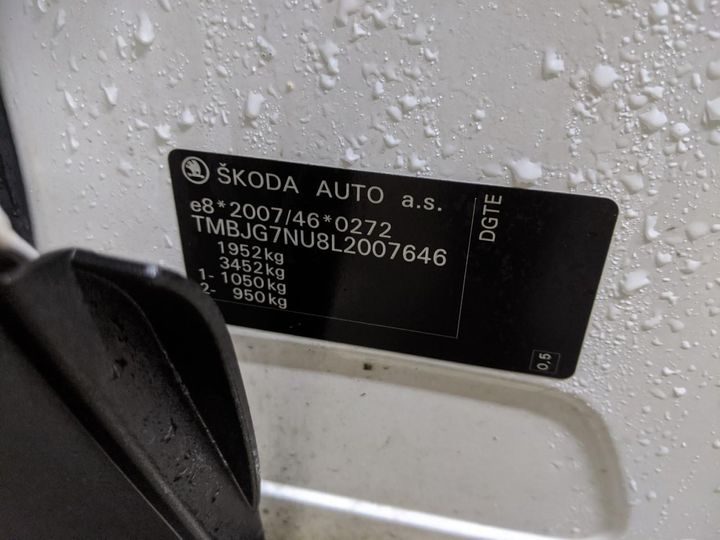 ŠKODA AUTO a.s.
e8*2007/46*0272
TMBJG7NU8L2007646
1952kg
3452kg
1- 1050kg
2- 950kg
DGTE
0,5